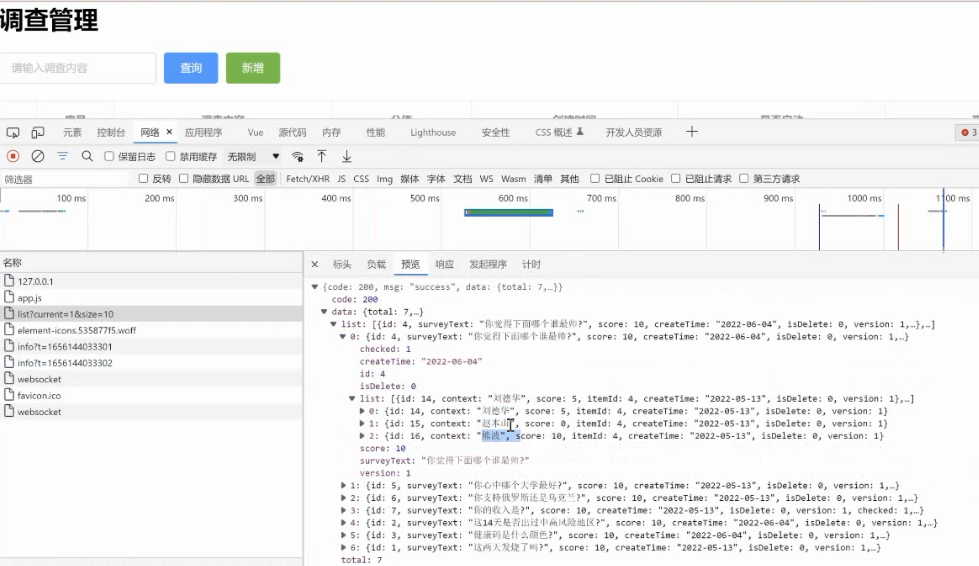 调查管理
请输入调查内容 查询 新增
元素 控制台 网络 × 应用程序 Vue 源代码 内存 性能 Lighthouse 安全性 CSS 概述 开发人员资源 + 3
保留日志 禁用缓存 无限制
筛选器 反转 隐藏数据 URL 全部 Fetch/XHR JS CSS Img 媒体 字体 文档 WS Wasm 清单 其他 已阻止 Cookie 已阻止请求 第三方请求
100 ms 200 ms 300 ms 400 ms 500 ms 600 ms 700 ms 800 ms 900 ms 1000 ms 1100 ms
名称
× 标头 负载 预览 响应 发起程序 计时
127.0.0.1
app.js
list?current=1&size=10
element-icons.535877f5.woff
info?t=1656144033301
info?t=1656144033302
websocket
favicon.ico
websocket
{code: 200, msg: "success", data: {total: 7,…}}
code: 200
data: {total: 7,…}
list: [{id: 4, surveyText: "你觉得下面哪个谁最帅?", score: 10, createTime: "2022-06-04", isDelete: 0, version: 1,…},…]
0: {id: 4, surveyText: "你觉得下面哪个谁最帅?", score: 10, createTime: "2022-06-04", isDelete: 0, version: 1,…}
checked: 1
createTime: "2022-06-04"
id: 4
isDelete: 0
list: [{id: 14, context: "刘德华", score: 5, itemId: 4, createTime: "2022-05-13", isDelete: 0, version: 1},…]
0: {id: 14, context: "刘德华", score: 5, itemId: 4, createTime: "2022-05-13", isDelete: 0, version: 1}
1: {id: 15, context: "赵本山", score: 0, itemId: 4, createTime: "2022-05-13", isDelete: 0, version: 1}
2: {id: 16, context: "熊波", score: 10, itemId: 4, createTime: "2022-05-13", isDelete: 0, version: 1}
score: 10
surveyText: "你觉得下面哪个谁最帅?"
version: 1
1: {id: 5, surveyText: "你心中哪个大学最好?", score: 10, createTime: "2022-05-13", isDelete: 0, version: 1,…}
2: {id: 6, surveyText: "你支持俄罗斯还是乌克兰?", score: 10, createTime: "2022-05-13", isDelete: 0, version: 1,…}
3: {id: 7, surveyText: "你的收入是?", score: 10, createTime: "2022-05-13", isDelete: 0, version: 1, checked: 1,…}
4: {id: 2, surveyText: "这14天是否出过中高风险地区?", score: 10, createTime: "2022-06-04", isDelete: 0, version: 1,…}
5: {id: 3, surveyText: "健康码是什么颜色?", score: 10, createTime: "2022-06-04", isDelete: 0, version: 1,…}
6: {id: 1, surveyText: "这两天发烧了吗?", score: 10, createTime: "2022-05-13", isDelete: 0, version: 1,…}
total: 7